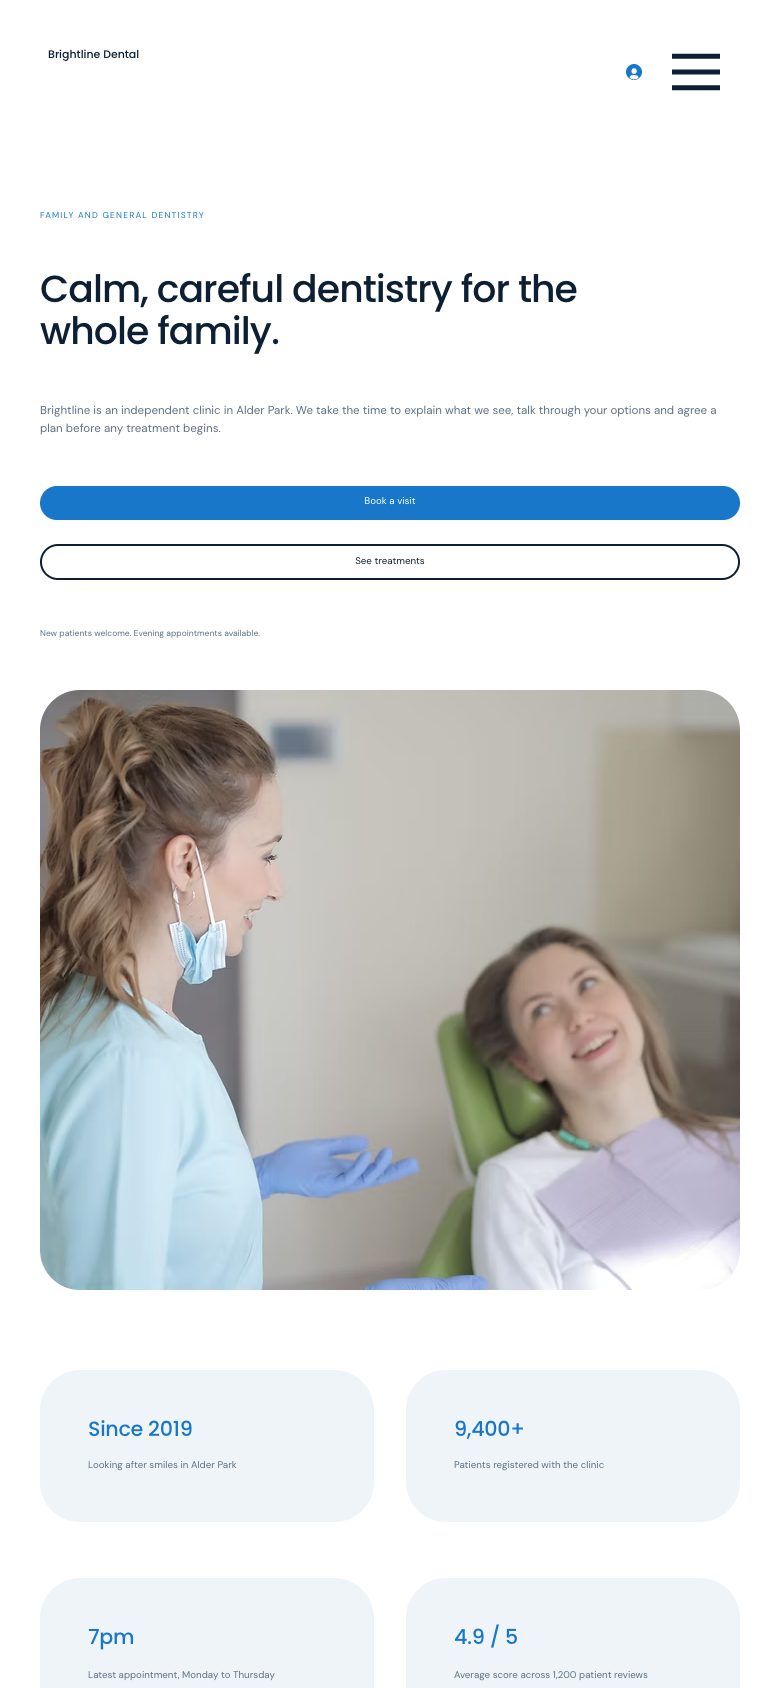 Brightline Dental
FAMILY AND GENERAL DENTISTRY
Calm, careful dentistry for the
whole family.
Brightline is an independent clinic in Alder Park. We take the time to explain what we see, talk through your options and agree a
plan before any treatment begins.
Book a visit
See treatments
New patients welcome. Evening appointments available.
Since 2019
Looking after smiles in Alder Park
9,400+
Patients registered with the clinic
7pm
Latest appointment, Monday to Thursday
4.9 / 5
Average score across 1,200 patient reviews